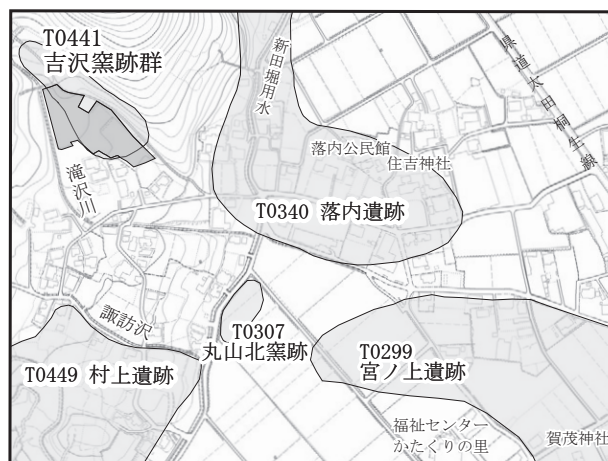 T0441
吉沢窯跡群
新田堀用水
県道太田桐生線
落内公民館
住吉神社
滝沢川
T0340 落内遺跡
諏訪沢
T0307
丸山北窯跡
T0299
宮ノ上遺跡
T0449 村上遺跡
福祉センター
かたくりの里
賀茂神社